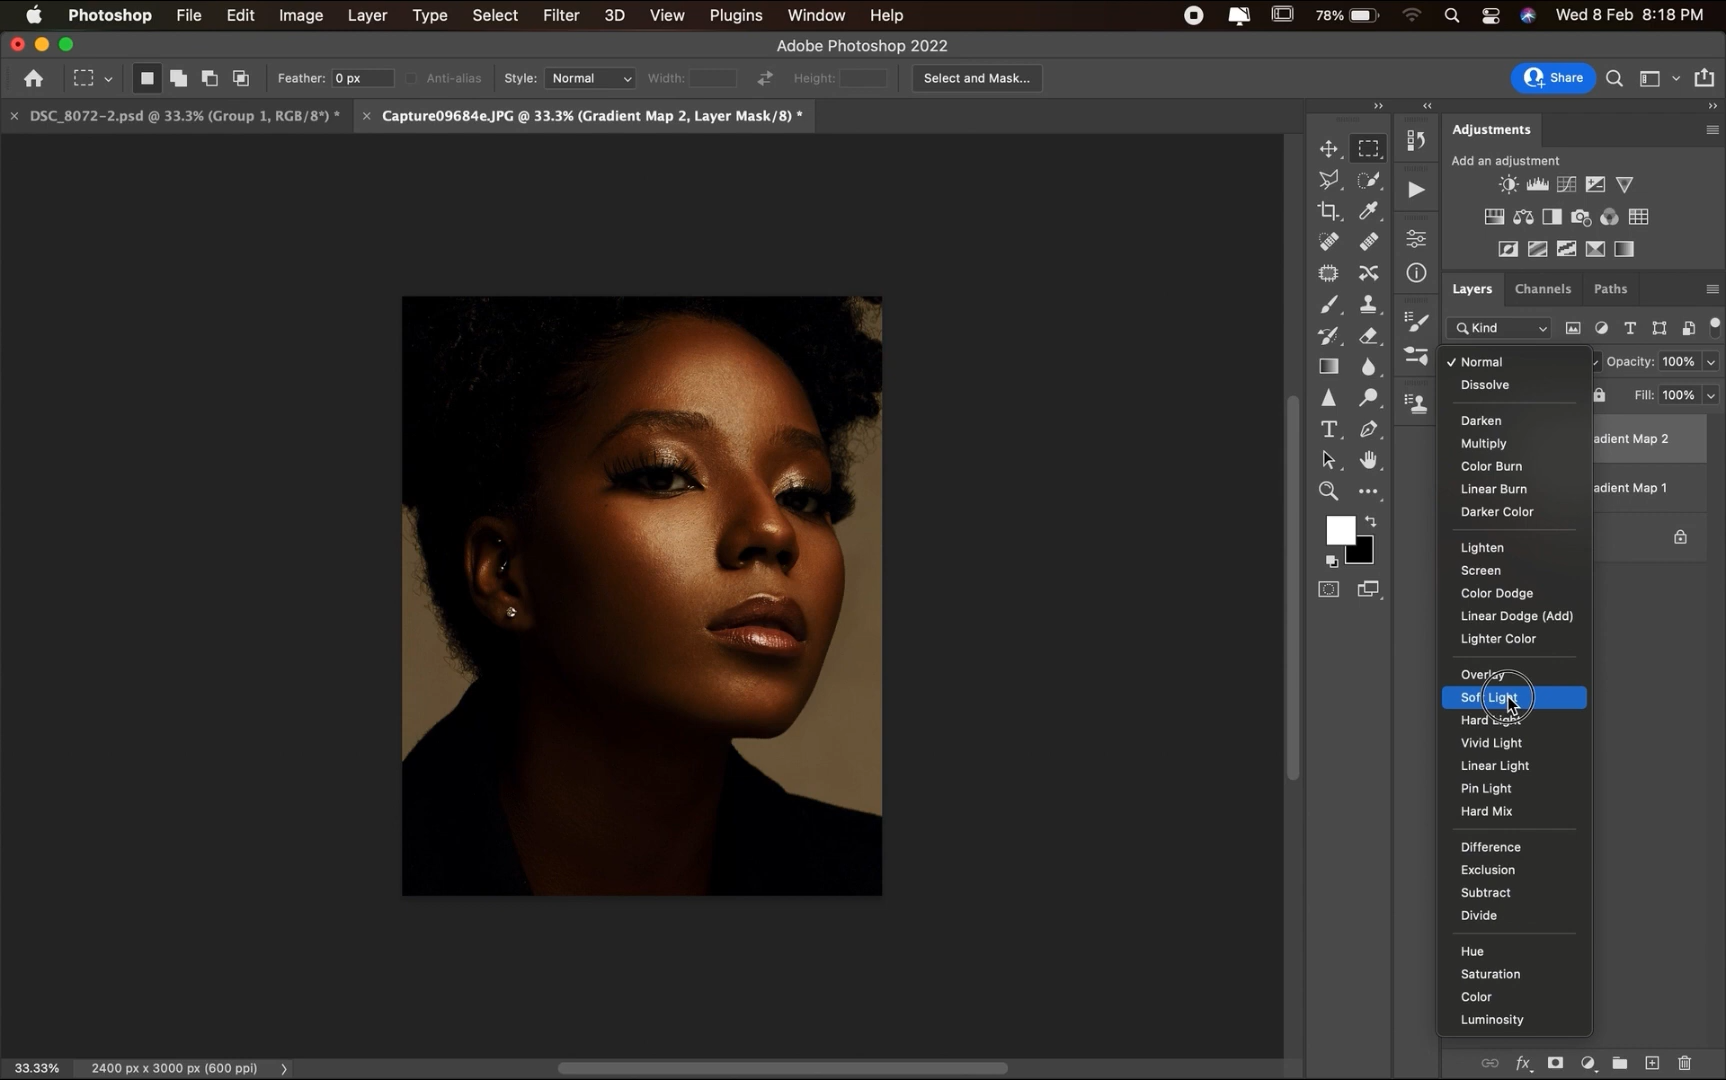 Photoshop File Edit Image Layer Type Select Filter 3D View Plugins Window Help 78% Wed 8 Feb 8:18 PM
Adobe Photoshop 2022
Feather: 0 px Anti-alias Style: Normal Width: Height: Select and Mask... Share
× DSC_8072-2.psd @ 33.3% (Group 1, RGB/8*) * × Capture09684e.JPG @ 33.3% (Gradient Map 2, Layer Mask/8) *
Adjustments
Add an adjustment
Layers Channels Paths
Kind
Normal Opacity: 100%
Dissolve
Fill: 100%
Darken
adient Map 2
Multiply
Color Burn
Linear Burn
adient Map 1
Darker Color
Lighten
Screen
Color Dodge
Linear Dodge (Add)
Lighter Color
Overlay
Soft Light
Hard Light
Vivid Light
Linear Light
Pin Light
Hard Mix
Difference
Exclusion
Subtract
Divide
Hue
Saturation
Color
Luminosity
33.33% 2400 px x 3000 px (600 ppi)